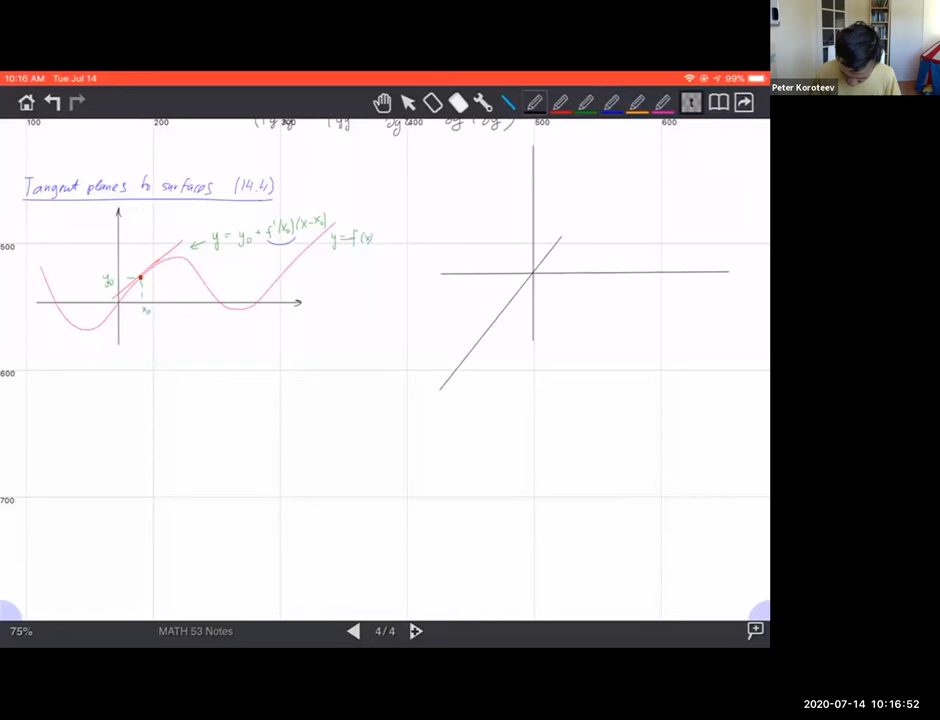 10:16 AM Tue Jul 14
99%
Peter Koroteev
t
100 200 300 400 500 600
Tangent planes to surfaces (14.4)
y = y₀ + f'(x₀)(x-x₀)
y=f(x)
500
y₀
x₀
600
700
75%
MATH 53 Notes
4/4
2020-07-14 10:16:52